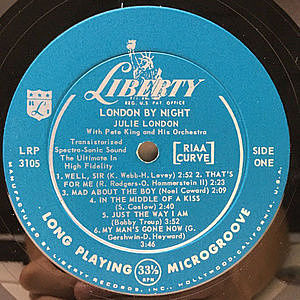 LIBERTY
REG. U.S. PAT. OFFICE
LONDON BY NIGHT
JULIE LONDON
With Pete King and His Orchestra
"L"
LRP
3105
Transistorized
Spectra-Sonic Sound
The Ultimate In
High Fidelity
RIAA
CURVE
SIDE
ONE
1. WELL, SIR (K. Webb-H. Levey) 2:52 2. THAT'S
FOR ME (R. Rodgers-O. Hammerstein II) 2:09
3. MAD ABOUT THE BOY (Noel Coward)
4. IN THE MIDDLE OF A KISS
(S. Coslow) 2:40
5. JUST THE WAY I AM
(Bobby Troup) 3:52
6. MY MAN'S GONE NOW (G.
Gershwin-D. Heyward)
3:46
LONG PLAYING 33⅓ RPM MICROGROOVE
MANUFACTURED BY LIBERTY RECORDS, INC., HOLLYWOOD, CALIFORNIA, U.S.A.